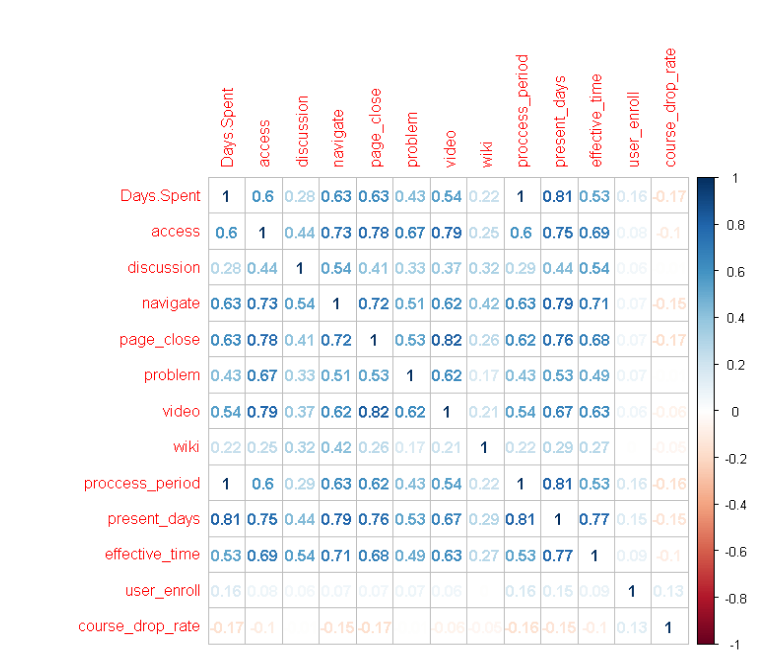 Days.Spent access discussion navigate page_close problem video wiki proccess_period present_days effective_time user_enroll course_drop_rate
Days.Spent 1 0.6 0.28 0.63 0.63 0.43 0.54 0.22 1 0.81 0.53 0.16 -0.17
access 0.6 1 0.44 0.73 0.78 0.67 0.79 0.25 0.6 0.75 0.69 0.08 -0.1
discussion 0.28 0.44 1 0.54 0.41 0.33 0.37 0.32 0.29 0.44 0.54 0.06
navigate 0.63 0.73 0.54 1 0.72 0.51 0.62 0.42 0.63 0.79 0.71 0.07 -0.15
page_close 0.63 0.78 0.41 0.72 1 0.53 0.82 0.26 0.62 0.76 0.68 0.07 -0.17
problem 0.43 0.67 0.33 0.51 0.53 1 0.62 0.17 0.43 0.53 0.49 0.07
video 0.54 0.79 0.37 0.62 0.82 0.62 1 0.21 0.54 0.67 0.63 0.06 -0.06
wiki 0.22 0.25 0.32 0.42 0.26 0.17 0.21 1 0.22 0.29 0.27 -0.05
proccess_period 1 0.6 0.29 0.63 0.62 0.43 0.54 0.22 1 0.81 0.53 0.16 -0.16
present_days 0.81 0.75 0.44 0.79 0.76 0.53 0.67 0.29 0.81 1 0.77 0.15 -0.15
effective_time 0.53 0.69 0.54 0.71 0.68 0.49 0.63 0.27 0.53 0.77 1 0.09 -0.1
user_enroll 0.16 0.08 0.06 0.07 0.07 0.07 0.06 0.16 0.15 0.09 1 0.13
course_drop_rate -0.17 -0.1 -0.15 -0.17 -0.06 -0.05 -0.16 -0.15 -0.1 0.13 1
1
0.8
0.6
0.4
0.2
0
-0.2
-0.4
-0.6
-0.8
-1